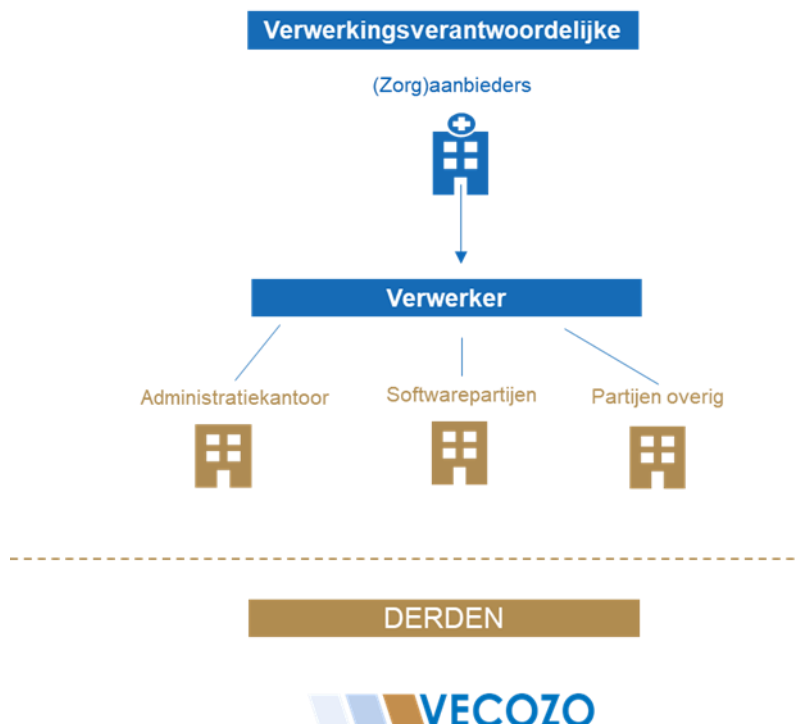 Verwerkingsverantwoordelijke
(Zorg)aanbieders
Verwerker
Administratiekantoor
Softwarepartijen
Partijen overig
DERDEN
VECOZO